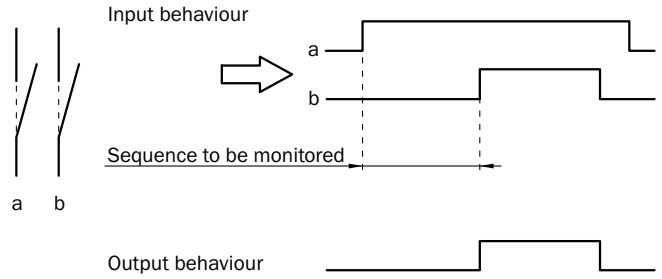 Input behaviour
a
b
Sequence to be monitored
a b
Output behaviour